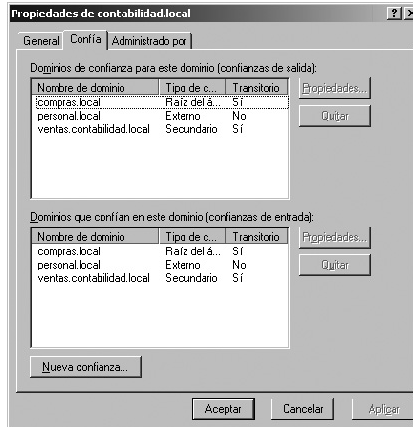 Propiedades de contabilidad.local
General Confía Administrado por
Dominios de confianza para este dominio (confianzas de salida):
Nombre de dominio Tipo de c... Transitorio
compras.local Raíz del á... Sí
personal.local Externo No
ventas.contabilidad.local Secundario Sí
Propiedades...
Quitar
Dominios que confían en este dominio (confianzas de entrada):
Nombre de dominio Tipo de c... Transitorio
compras.local Raíz del á... Sí
personal.local Externo No
ventas.contabilidad.local Secundario Sí
Propiedades...
Quitar
Nueva confianza...
Aceptar Cancelar Aplicar